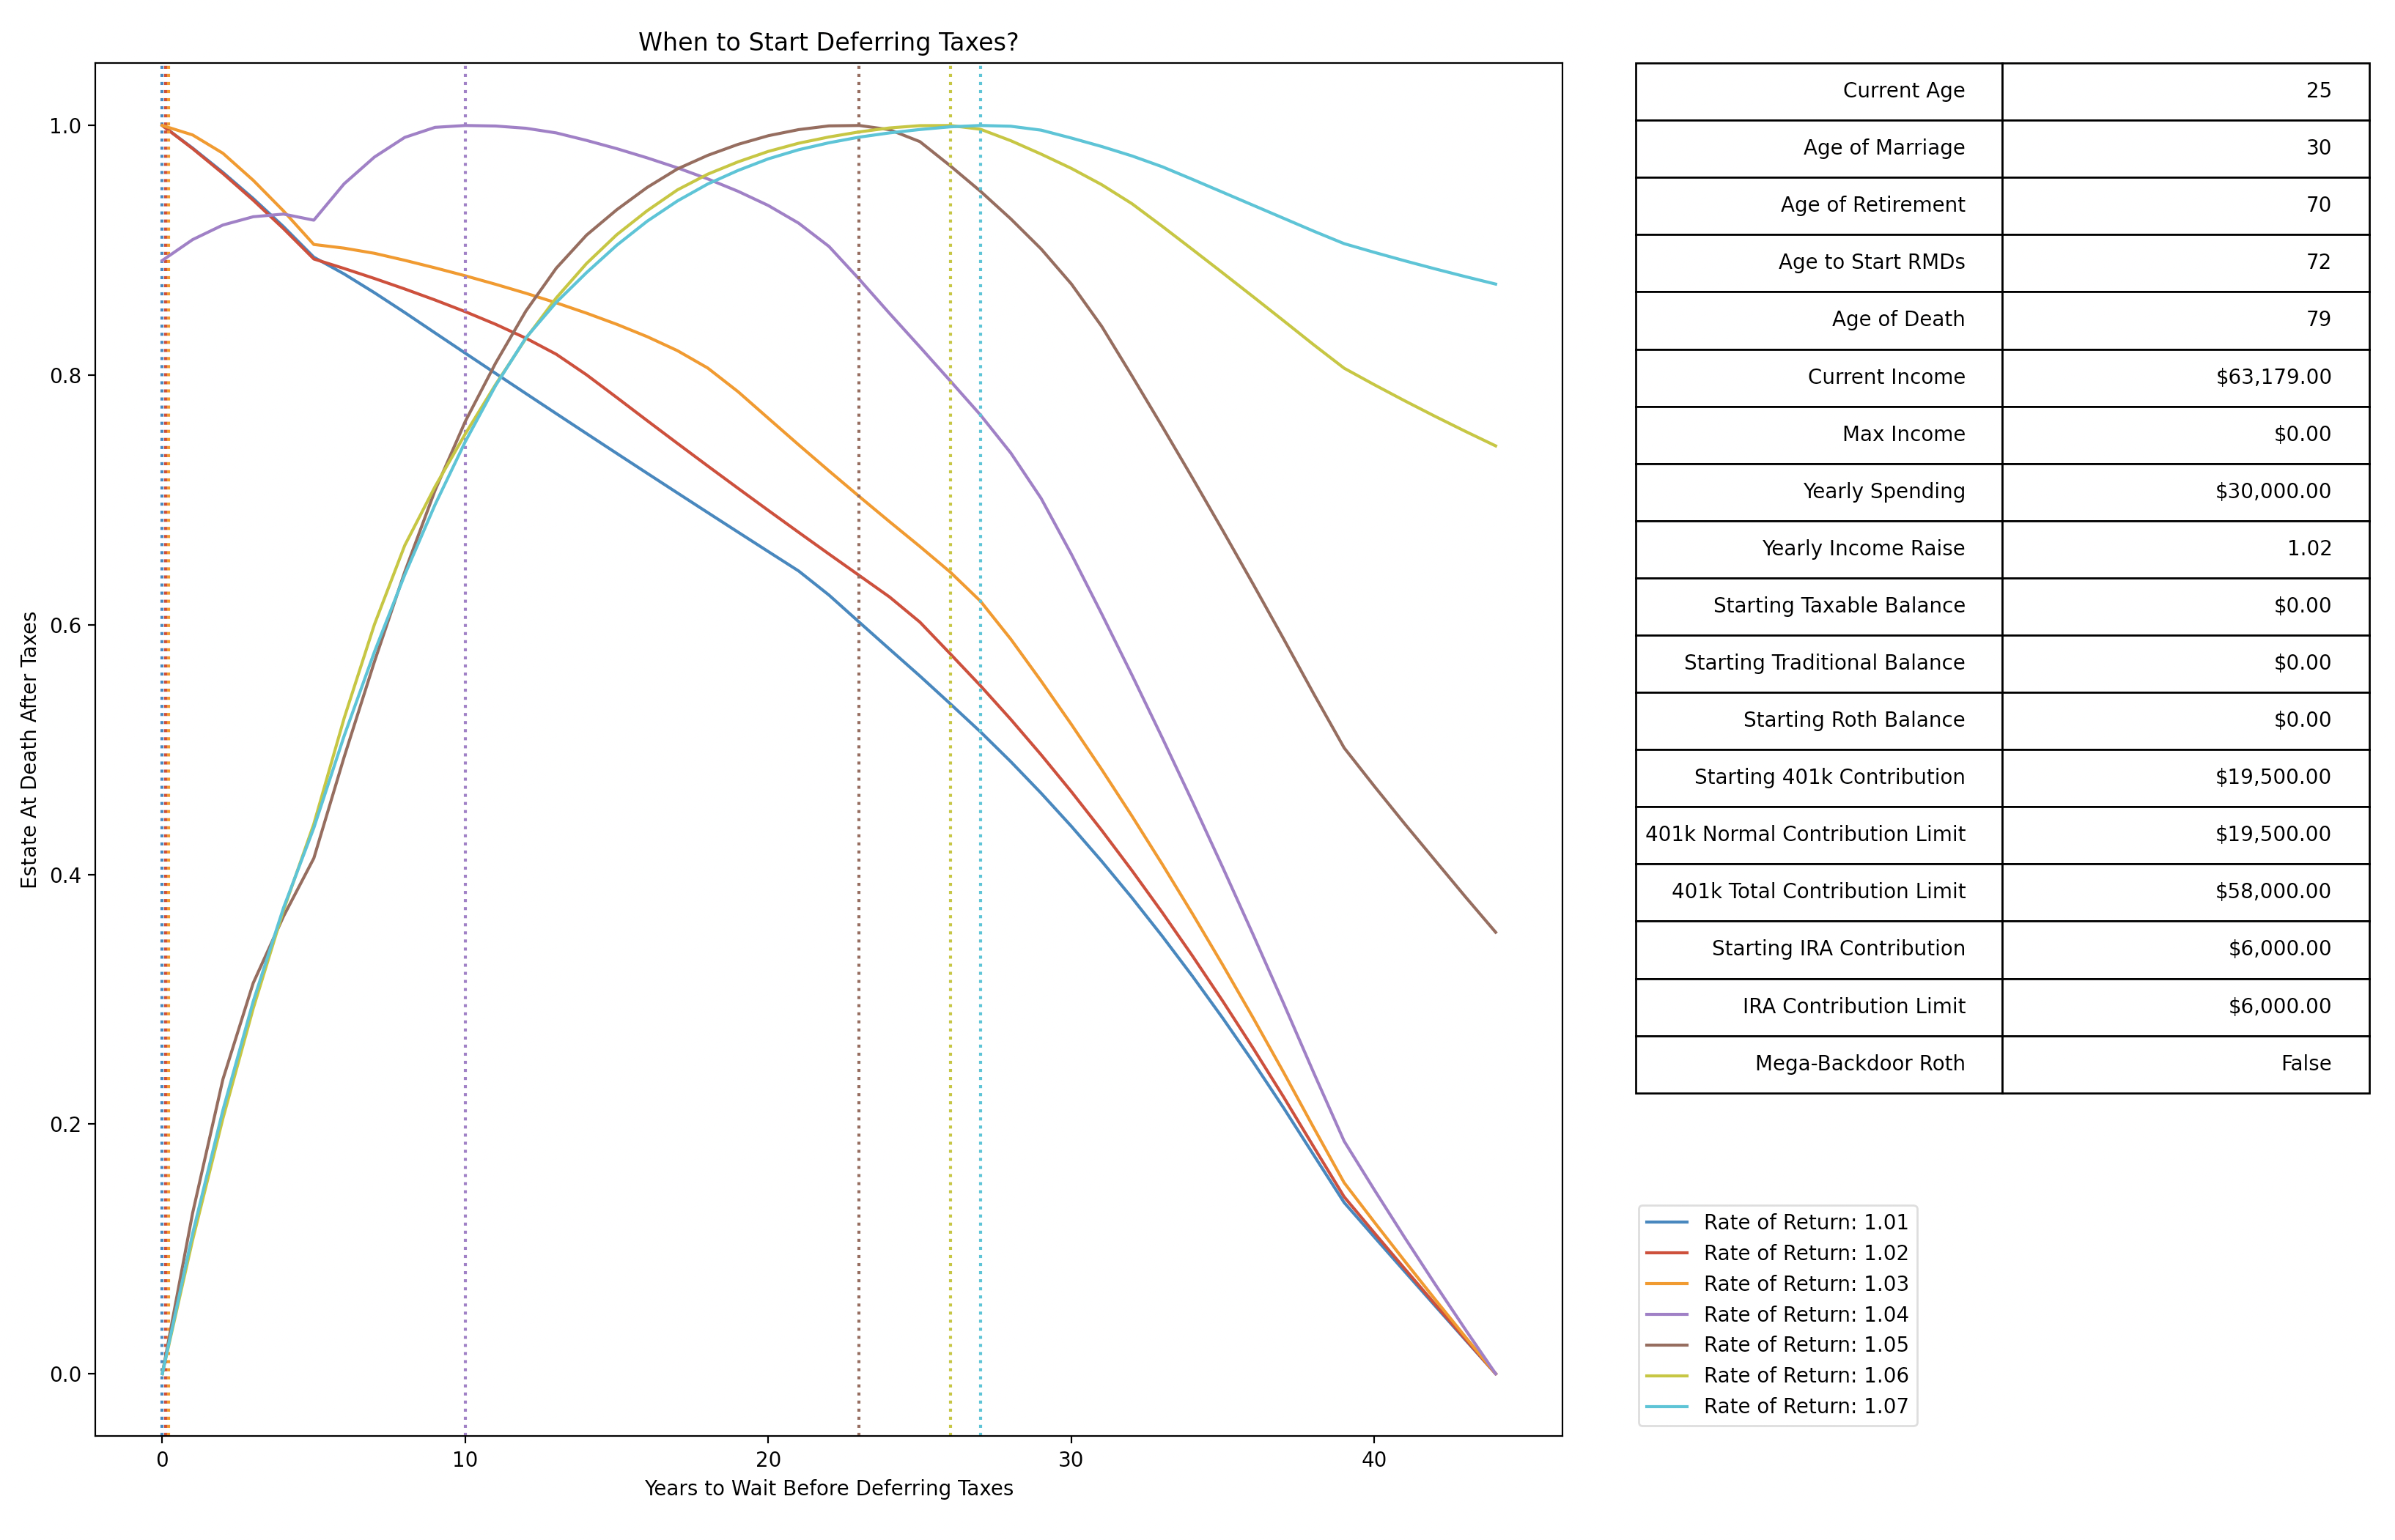 When to Start Deferring Taxes?
Estate At Death After Taxes
1.0
0.8
0.6
0.4
0.2
0.0
0 10 20 30 40
Years to Wait Before Deferring Taxes
Current Age 25
Age of Marriage 30
Age of Retirement 70
Age to Start RMDs 72
Age of Death 79
Current Income $63,179.00
Max Income $0.00
Yearly Spending $30,000.00
Yearly Income Raise 1.02
Starting Taxable Balance $0.00
Starting Traditional Balance $0.00
Starting Roth Balance $0.00
Starting 401k Contribution $19,500.00
401k Normal Contribution Limit $19,500.00
401k Total Contribution Limit $58,000.00
Starting IRA Contribution $6,000.00
IRA Contribution Limit $6,000.00
Mega-Backdoor Roth False
Rate of Return: 1.01
Rate of Return: 1.02
Rate of Return: 1.03
Rate of Return: 1.04
Rate of Return: 1.05
Rate of Return: 1.06
Rate of Return: 1.07